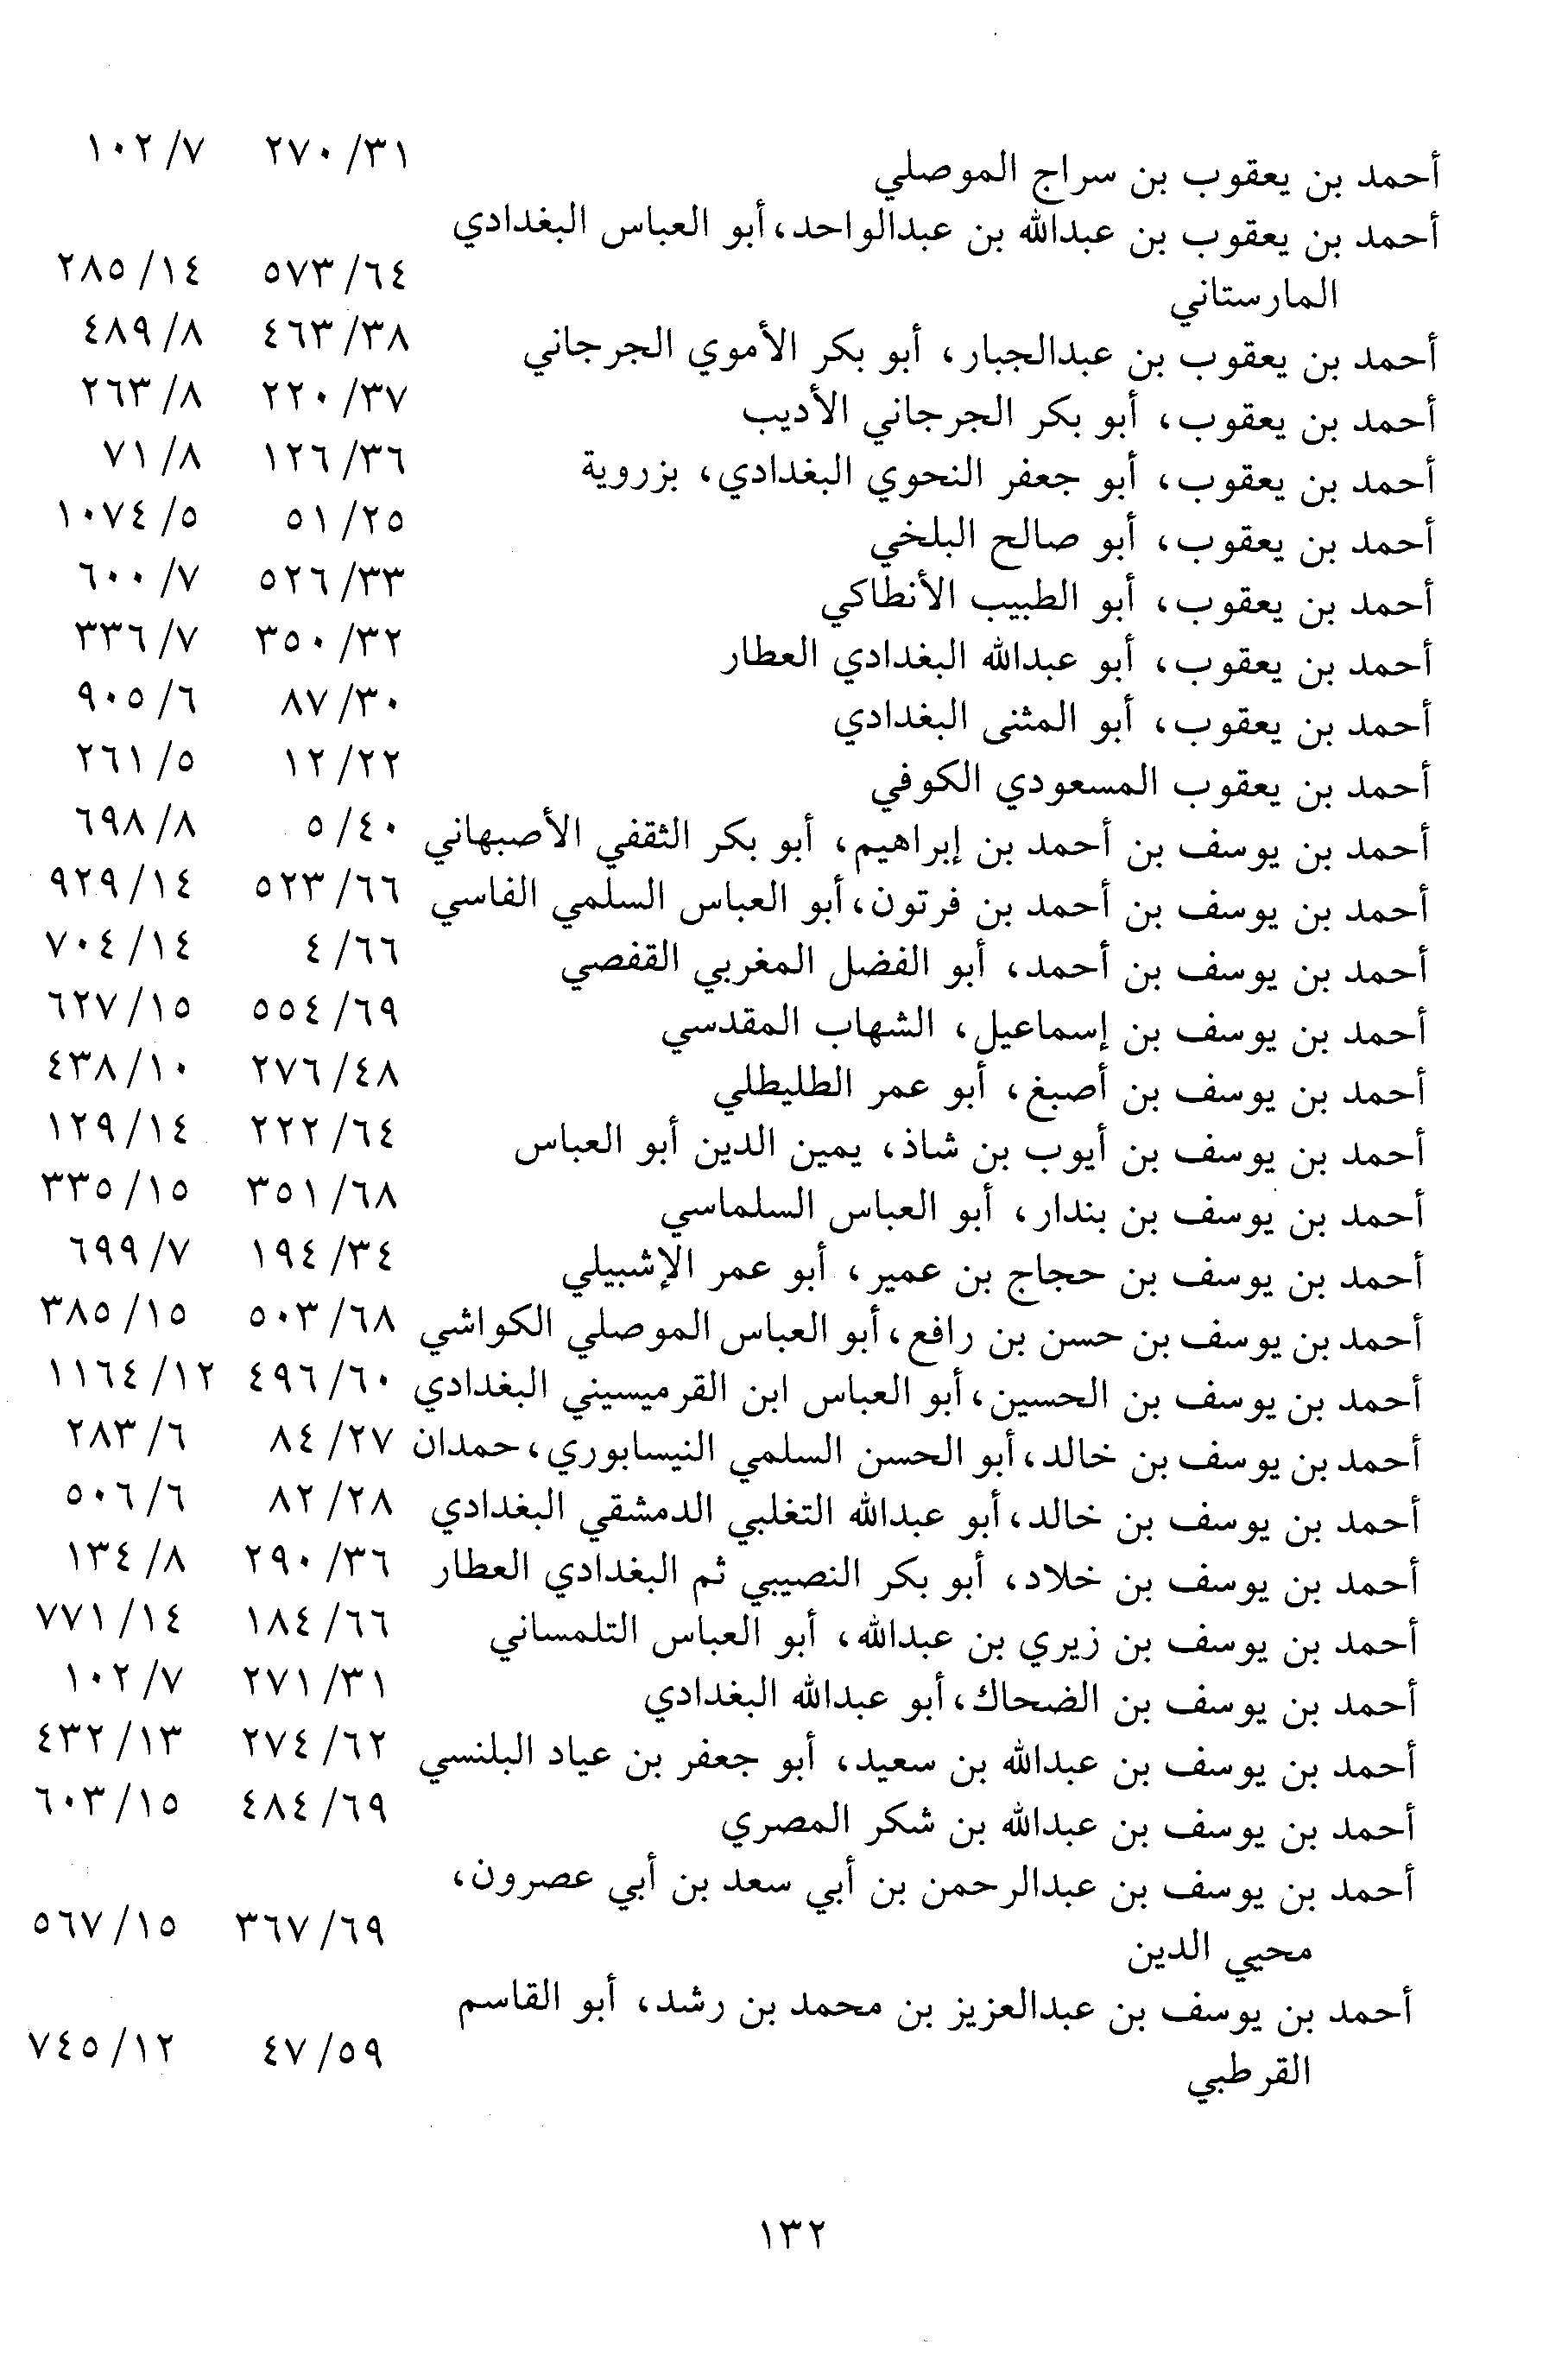 أحمد بن يعقوب بن سراج الموصلي ٣١/ ٢٧٠ ٧/ ١٠٢
أحمد بن يعقوب بن عبدالله بن عبدالواحد، أبو العباس البغدادي
المارستاني ٦٤/ ٥٧٣ ١٤/ ٢٨٥
أحمد بن يعقوب بن عبدالجبار، أبو بكر الأموي الجرجاني ٣٨/ ٤٦٣ ٨/ ٤٨٩
أحمد بن يعقوب، أبو بكر الجرجاني الأديب ٣٧/ ٢٢٠ ٨/ ٢٦٣
أحمد بن يعقوب، أبو جعفر النحوي البغدادي، بزروية ٣٦/ ١٢٦ ٨/ ٧١
أحمد بن يعقوب، أبو صالح البلخي ٢٥/ ٥١ ٥/ ١٠٧٤
أحمد بن يعقوب، أبو الطبيب الأنطاكي ٣٣/ ٥٢٦ ٧/ ٦٠٠
أحمد بن يعقوب، أبو عبدالله البغدادي العطار ٣٢/ ٣٥٠ ٧/ ٣٣٦
أحمد بن يعقوب، أبو المثنى البغدادي ٣٠/ ٨٧ ٦/ ٩٠٥
أحمد بن يعقوب المسعودي الكوفي ٢٢/ ١٢ ٥/ ٢٦١
أحمد بن يوسف بن أحمد بن إبراهيم، أبو بكر الثقفي الأصبهاني ٤٠/ ٥ ٨/ ٦٩٨
أحمد بن يوسف بن أحمد بن فرتون، أبو العباس السلمي الفاسي ٦٦/ ٥٢٣ ١٤/ ٩٢٩
أحمد بن يوسف بن أحمد، أبو الفضل المغربي القفصي ٦٦/ ٤ ١٤/ ٧٠٤
أحمد بن يوسف بن إسماعيل، الشهاب المقدسي ٦٩/ ٥٥٤ ١٥/ ٦٢٧
أحمد بن يوسف بن أصبغ، أبو عمر الطليطلي ٤٨/ ٢٧٦ ١٠/ ٤٣٨
أحمد بن يوسف بن أيوب بن شاذ، يمين الدين أبو العباس ٦٤/ ٢٢٢ ١٤/ ١٢٩
أحمد بن يوسف بن بندار، أبو العباس السلماسي ٦٨/ ٣٥١ ١٥/ ٣٣٥
أحمد بن يوسف بن حجاج بن عمير، أبو عمر الإشبيلي ٣٤/ ١٩٤ ٧/ ٦٩٩
أحمد بن يوسف بن حسن بن رافع، أبو العباس الموصلي الكواشي ٦٨/ ٥٠٣ ١٥/ ٣٨٥
أحمد بن يوسف بن الحسين، أبو العباس ابن القرميسيني البغدادي ٦٠/ ٤٩٦ ١٢/ ١١٦٤
أحمد بن يوسف بن خالد، أبو الحسن السلمي النيسابوري، حمدان ٢٧/ ٨٤ ٦/ ٢٨٣
أحمد بن يوسف بن خالد، أبو عبدالله التغلبي الدمشقي البغدادي ٢٨/ ٨٢ ٦/ ٥٠٦
أحمد بن يوسف بن خلاد، أبو بكر النصيبي ثم البغدادي العطار ٣٦/ ٢٩٠ ٨/ ١٣٤
أحمد بن يوسف بن زيري بن عبدالله، أبو العباس التلمساني ٦٦/ ١٨٤ ١٤/ ٧٧١
أحمد بن يوسف بن الضحاك، أبو عبدالله البغدادي ٣١/ ٢٧١ ٧/ ١٠٢
أحمد بن يوسف بن عبدالله بن سعيد، أبو جعفر بن عياد البلنسي ٦٢/ ٢٧٤ ١٣/ ٤٣٢
أحمد بن يوسف بن عبدالله بن شكر المصري ٦٩/ ٤٨٤ ١٥/ ٦٠٣
أحمد بن يوسف بن عبدالرحمن بن أبي سعد بن أبي عصرون،
محيي الدين ٦٩/ ٣٦٧ ١٥/ ٥٦٧
أحمد بن يوسف بن عبدالعزيز بن محمد بن رشد، أبو القاسم
القرطبي ٥٩/ ٤٧ ١٢/ ٧٤٥
١٣٢